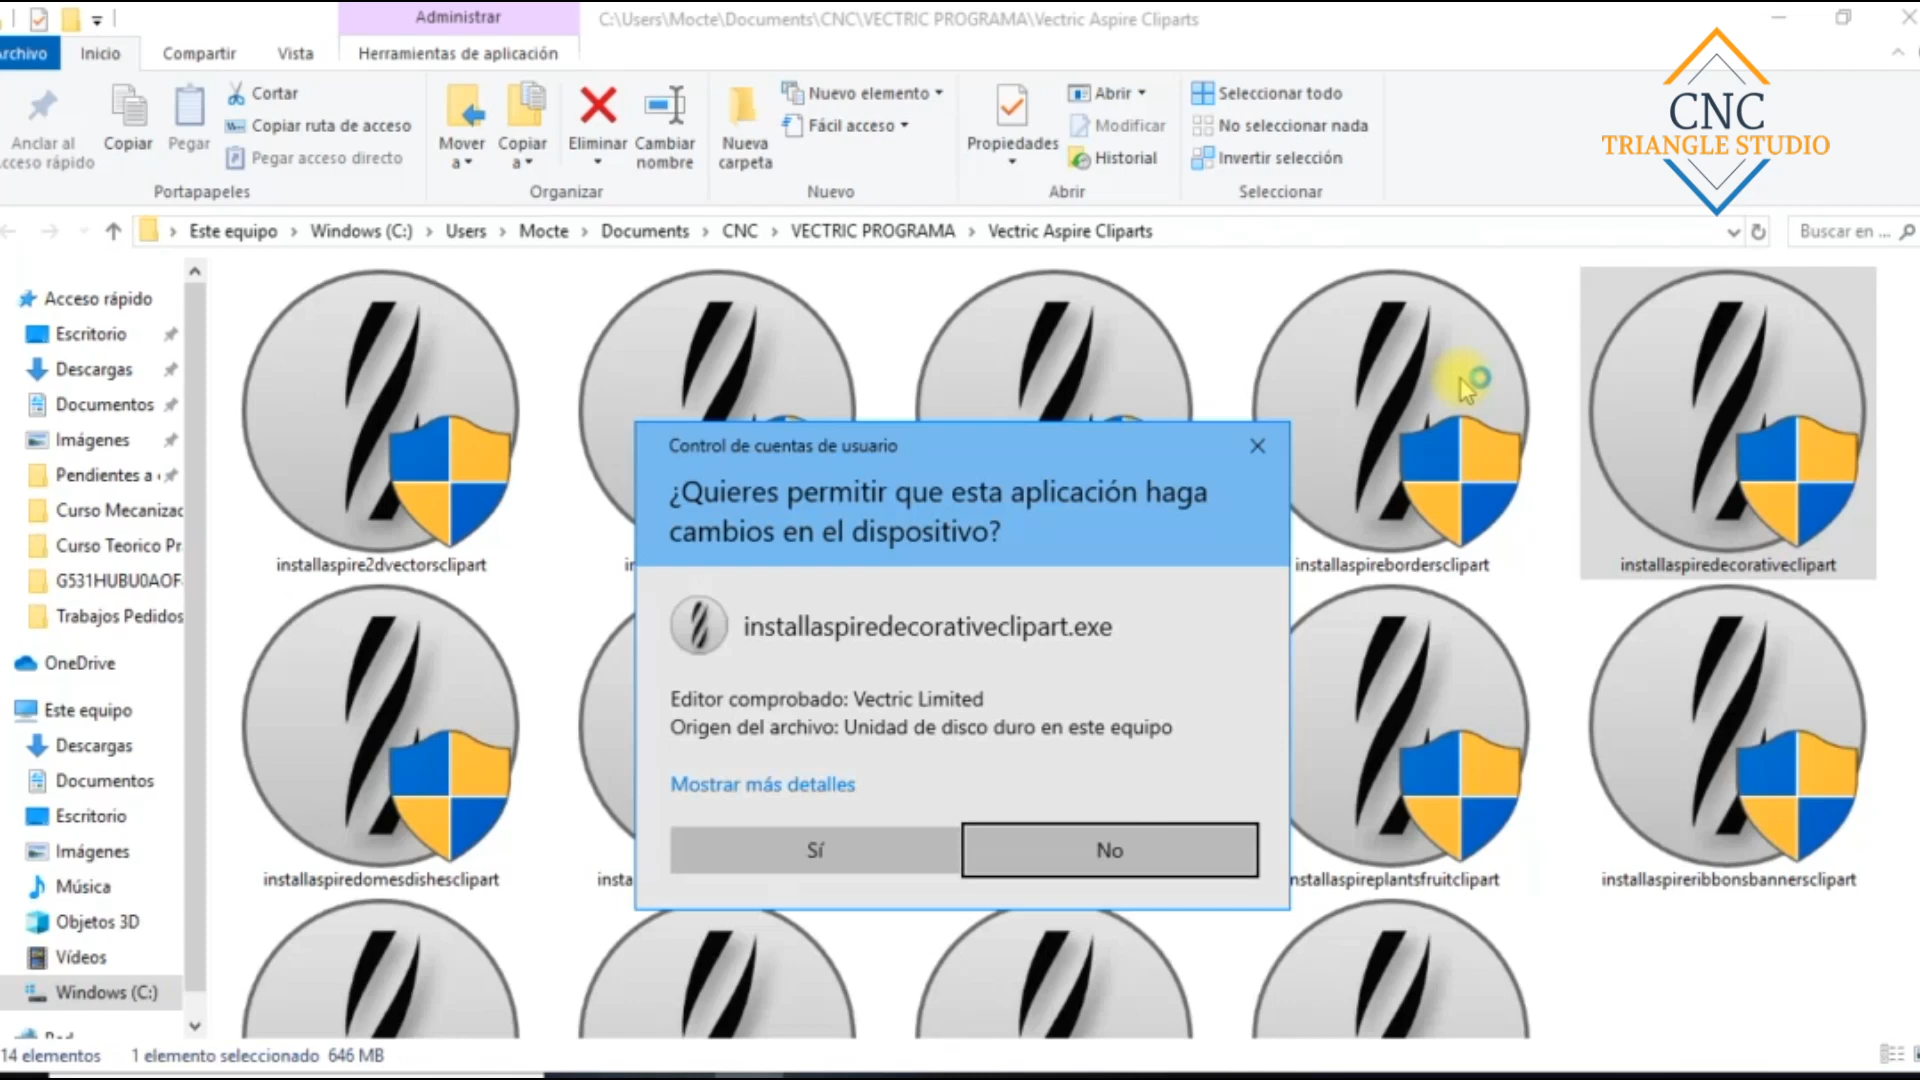 Administrar
C:\Users\Mocte\Documents\CNC\VECTRIC PROGRAMA\Vectric Aspire Cliparts
Inicio
Compartir
Vista
Herramientas de aplicación
Anclar al
Copiar
Pegar
Cortar
Copiar ruta de acceso
Pegar acceso directo
Portapapeles
Mover
a
Copiar
a
Eliminar
Cambiar
nombre
Organizar
Nueva
carpeta
Nuevo elemento
Fácil acceso
Nuevo
Propiedades
Abrir
Modificar
Historial
Abrir
Seleccionar todo
No seleccionar nada
Invertir selección
Seleccionar
CNC
TRIANGLE STUDIO
Este equipo > Windows (C:) > Users > Mocte > Documents > CNC > VECTRIC PROGRAMA > Vectric Aspire Cliparts
Buscar en ...
Acceso rápido
Escritorio
Descargas
Documentos
Imágenes
Pendientes a
Curso Mecanizac
Curso Teorico Pr
G531HUBU0AOF
Trabajos Pedidos
OneDrive
Este equipo
Descargas
Documentos
Escritorio
Imágenes
Música
Objetos 3D
Vídeos
Windows (C:)
installaspire2dvectorsclipart
installaspirebordersclipart
installaspiredecorativeclipart
installaspiredomesdishesclipart
installaspireribbonsbannersclipart
Control de cuentas de usuario
¿Quieres permitir que esta aplicación haga
cambios en el dispositivo?
installaspiredecorativeclipart.exe
Editor comprobado: Vectric Limited
Origen del archivo: Unidad de disco duro en este equipo
Mostrar más detalles
Sí
No
14 elementos
1 elemento seleccionado 646 MB